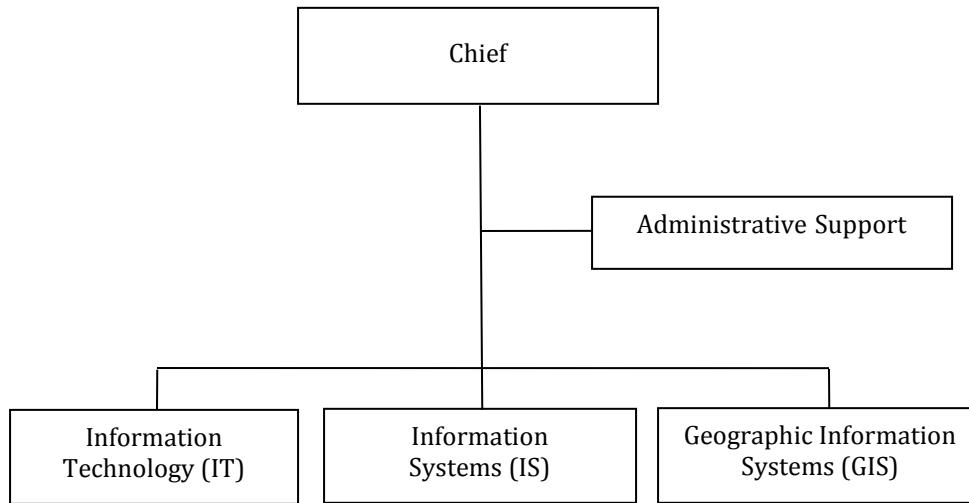 Chief
Administrative Support
Information
Technology (IT)
Information
Systems (IS)
Geographic Information
Systems (GIS)